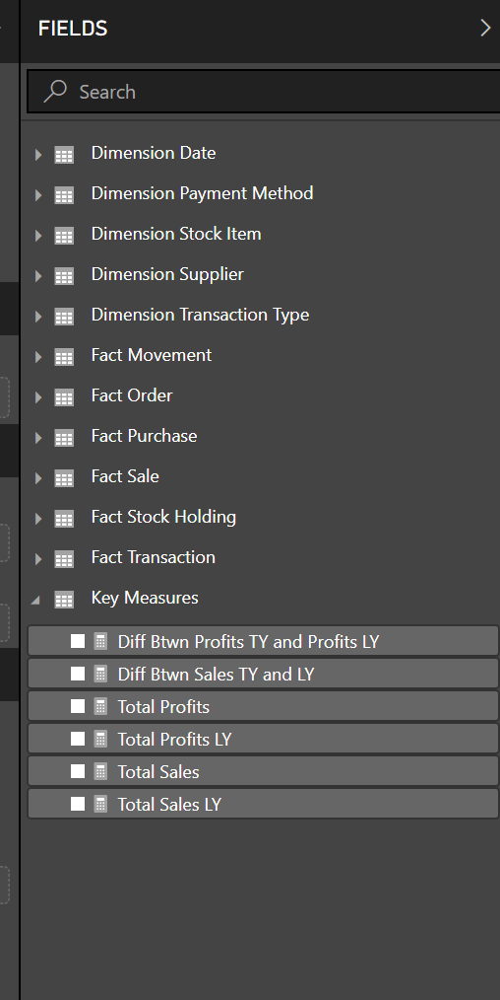 FIELDS
Search
Dimension Date
Dimension Payment Method
Dimension Stock Item
Dimension Supplier
Dimension Transaction Type
Fact Movement
Fact Order
Fact Purchase
Fact Sale
Fact Stock Holding
Fact Transaction
Key Measures
Diff Btwn Profits TY and Profits LY
Diff Btwn Sales TY and LY
Total Profits
Total Profits LY
Total Sales
Total Sales LY